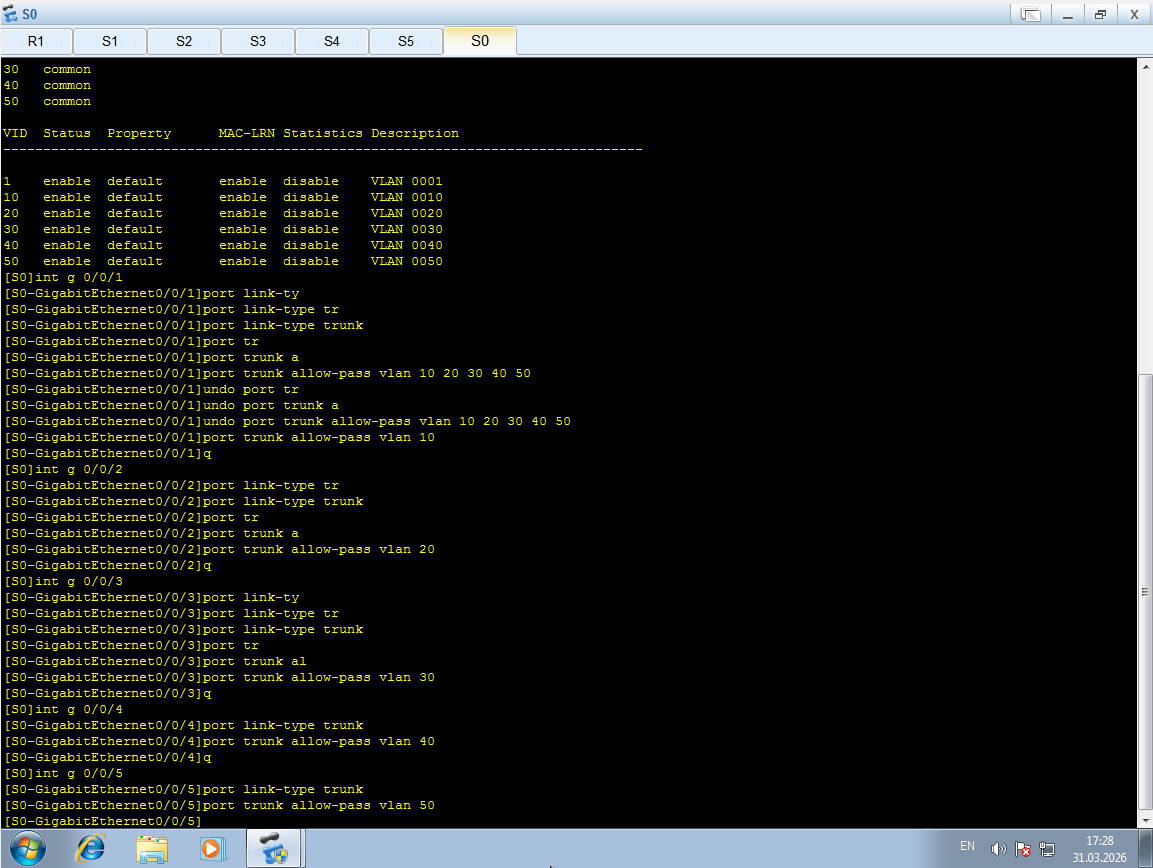 S0
R1 S1 S2 S3 S4 S5 S0
30 common
40 common
50 common
VID Status Property MAC-LRN Statistics Description
--------------------------------------------------------------------------------
1 enable default enable disable VLAN 0001
10 enable default enable disable VLAN 0010
20 enable default enable disable VLAN 0020
30 enable default enable disable VLAN 0030
40 enable default enable disable VLAN 0040
50 enable default enable disable VLAN 0050
[S0]int g 0/0/1
[S0-GigabitEthernet0/0/1]port link-ty
[S0-GigabitEthernet0/0/1]port link-type tr
[S0-GigabitEthernet0/0/1]port link-type trunk
[S0-GigabitEthernet0/0/1]port tr
[S0-GigabitEthernet0/0/1]port trunk a
[S0-GigabitEthernet0/0/1]port trunk allow-pass vlan 10 20 30 40 50
[S0-GigabitEthernet0/0/1]undo port tr
[S0-GigabitEthernet0/0/1]undo port trunk a
[S0-GigabitEthernet0/0/1]undo port trunk allow-pass vlan 10 20 30 40 50
[S0-GigabitEthernet0/0/1]port trunk allow-pass vlan 10
[S0-GigabitEthernet0/0/1]q
[S0]int g 0/0/2
[S0-GigabitEthernet0/0/2]port link-type tr
[S0-GigabitEthernet0/0/2]port link-type trunk
[S0-GigabitEthernet0/0/2]port tr
[S0-GigabitEthernet0/0/2]port trunk a
[S0-GigabitEthernet0/0/2]port trunk allow-pass vlan 20
[S0-GigabitEthernet0/0/2]q
[S0]int g 0/0/3
[S0-GigabitEthernet0/0/3]port link-ty
[S0-GigabitEthernet0/0/3]port link-type tr
[S0-GigabitEthernet0/0/3]port link-type trunk
[S0-GigabitEthernet0/0/3]port tr
[S0-GigabitEthernet0/0/3]port trunk al
[S0-GigabitEthernet0/0/3]port trunk allow-pass vlan 30
[S0-GigabitEthernet0/0/3]q
[S0]int g 0/0/4
[S0-GigabitEthernet0/0/4]port link-type trunk
[S0-GigabitEthernet0/0/4]port trunk allow-pass vlan 40
[S0-GigabitEthernet0/0/4]q
[S0]int g 0/0/5
[S0-GigabitEthernet0/0/5]port link-type trunk
[S0-GigabitEthernet0/0/5]port trunk allow-pass vlan 50
[S0-GigabitEthernet0/0/5]
EN
17:28
31.03.2026